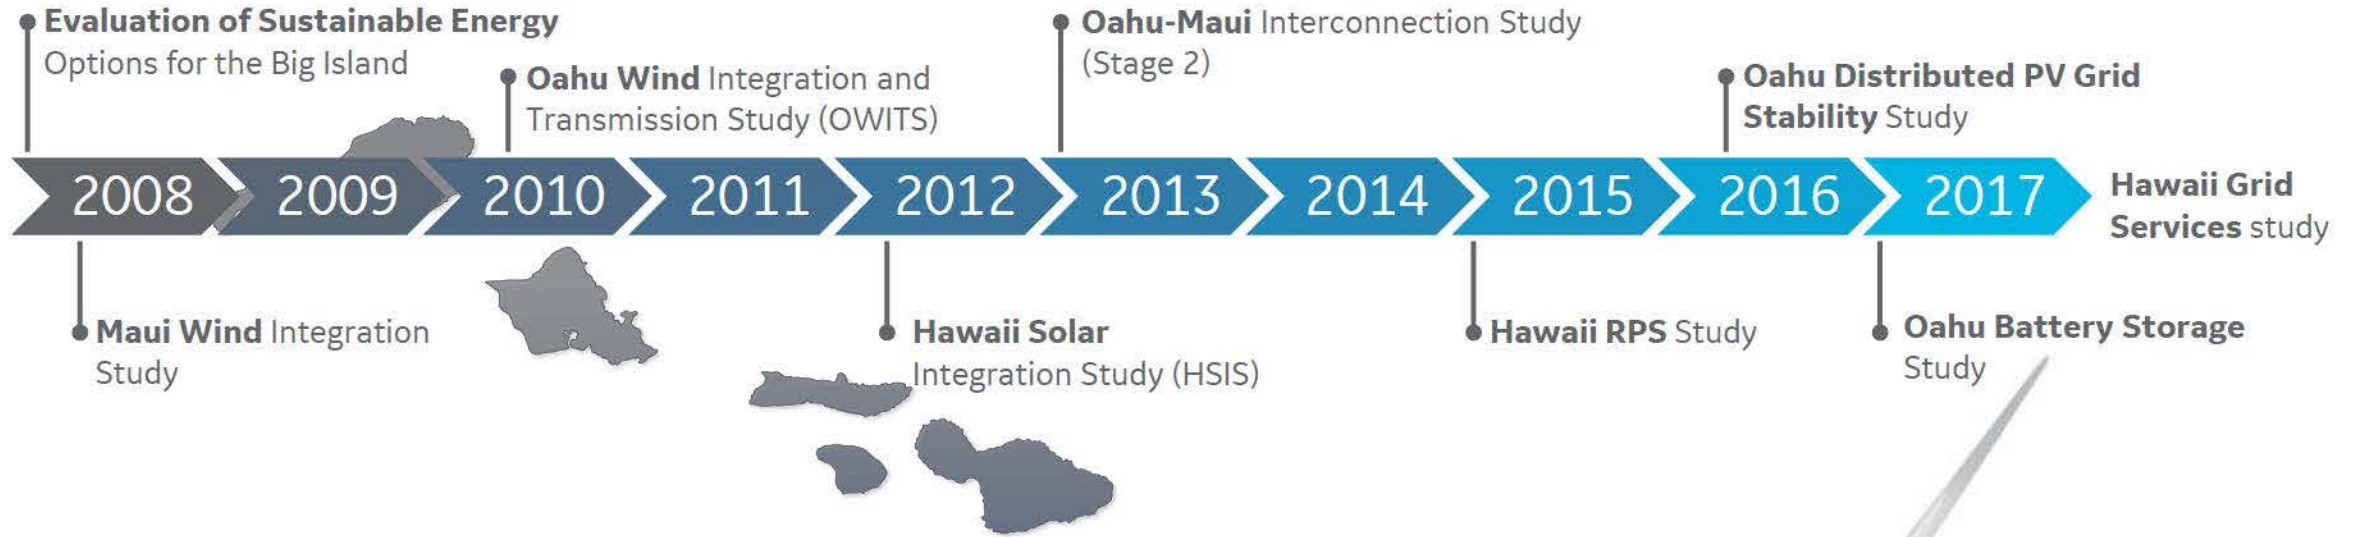 Evaluation of Sustainable Energy
Options for the Big Island
Oahu Wind Integration and
Transmission Study (OWITS)
Oahu-Maui Interconnection Study
(Stage 2)
Oahu Distributed PV Grid
Stability Study
2008
2009
2010
2011
2012
2013
2014
2015
2016
2017
Hawaii Grid
Services study
Maui Wind Integration
Study
Hawaii Solar
Integration Study (HSIS)
Hawaii RPS Study
Oahu Battery Storage
Study